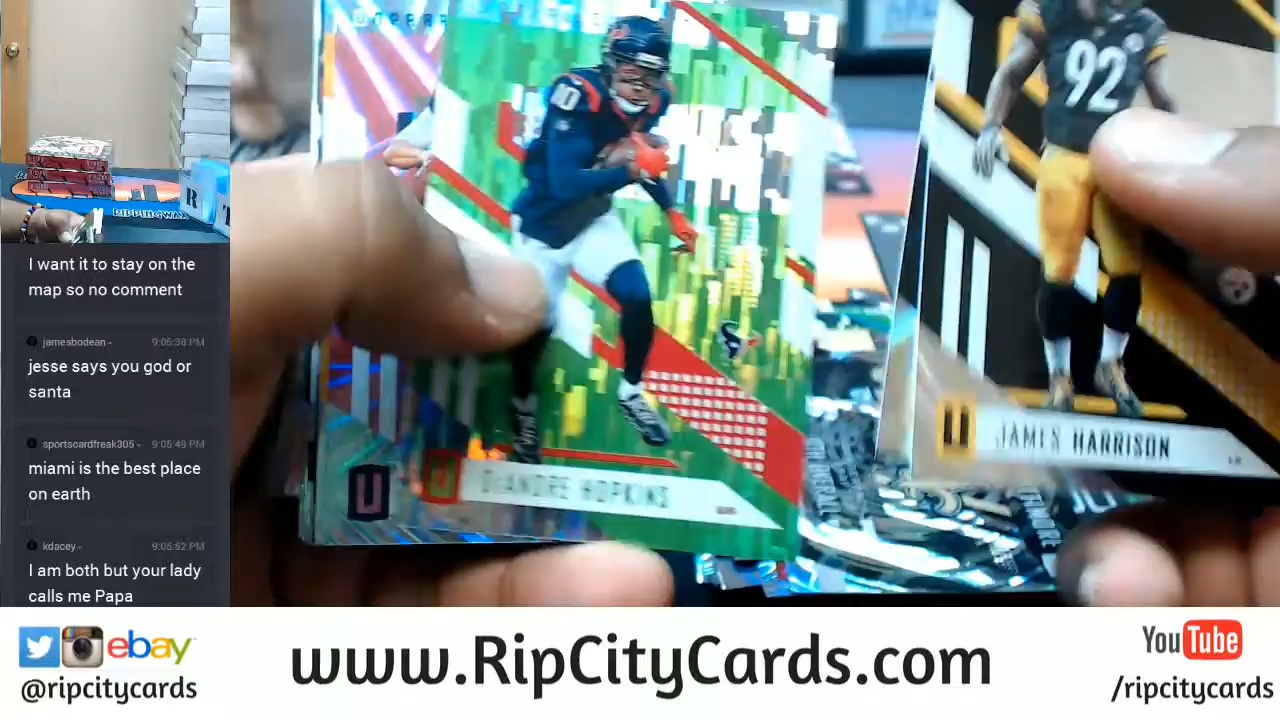 I want it to stay on the
map so no comment
jamesbodean~ 9:05:38 PM
jesse says you god or
santa
sportscardfreak305~ 9:05:49 PM
miami is the best place
on earth
kdacey~ 9:05:52 PM
I am both but your lady
calls me Papa
RIPPINGWAX
R
10
92
U
DeANDRE HOPKINS
JAMES HARRISON
ebay
@ripcitycards
www.RipCityCards.com
YouTube
/ripcitycards